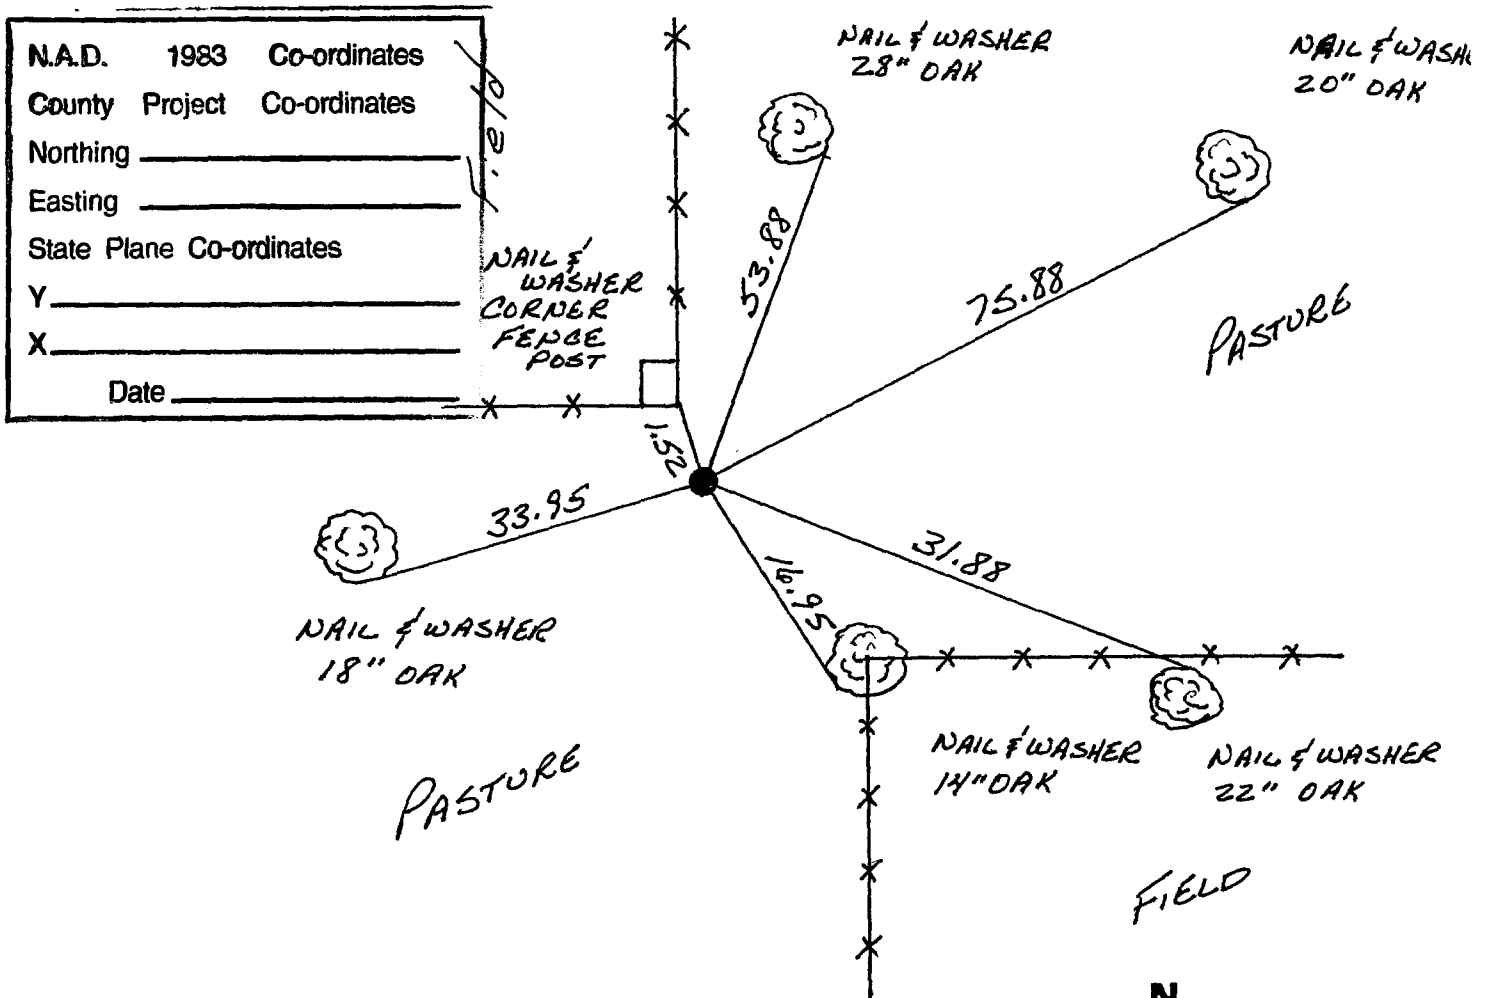 N.A.D. 1983 Co-ordinates
County Project Co-ordinates
Northing
Easting
State Plane Co-ordinates
Y
X
Date
NAIL & WASHER
28" OAK
NAIL & WASH
20" OAK
NAIL &
WASHER
CORNER
FENCE
POST
53.88
75.88
PASTURE
1.52
33.95
31.88
16.95
NAIL & WASHER
18" OAK
NAIL & WASHER
14" OAK
NAIL & WASHER
22" OAK
PASTURE
FIELD
N